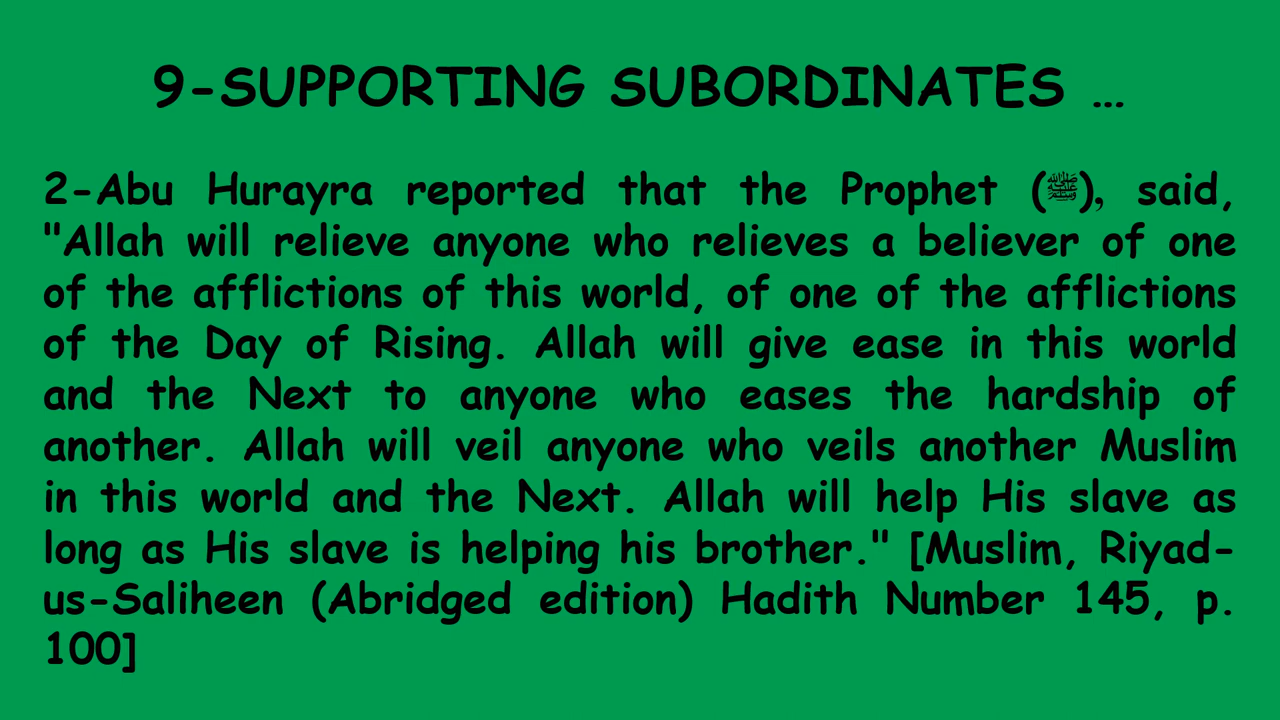 9-SUPPORTING SUBORDINATES …
2-Abu Hurayra reported that the Prophet (ﷺ), said,
"Allah will relieve anyone who relieves a believer of one
of the afflictions of this world, of one of the afflictions
of the Day of Rising. Allah will give ease in this world
and the Next to anyone who eases the hardship of
another. Allah will veil anyone who veils another Muslim
in this world and the Next. Allah will help His slave as
long as His slave is helping his brother." [Muslim, Riyad-
us-Saliheen (Abridged edition) Hadith Number 145, p.
100]